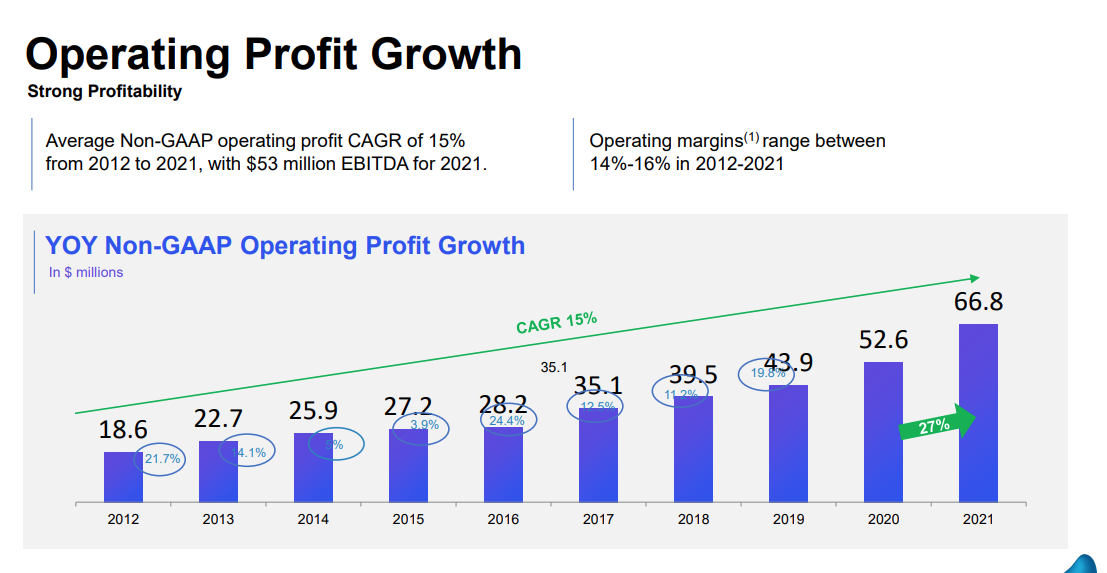 Operating Profit Growth
Strong Profitability
Average Non-GAAP operating profit CAGR of 15%
from 2012 to 2021, with $53 million EBITDA for 2021.
Operating margins(1) range between
14%-16% in 2012-2021
YOY Non-GAAP Operating Profit Growth
In $ millions
CAGR 15%
18.6
22.7
25.9
27.2
28.2
35.1
35.1
39.5
43.9
52.6
66.8
21.7%
14.1%
5%
3.9%
24.4%
12.5%
11.2%
19.8%
27%
2012 2013 2014 2015 2016 2017 2018 2019 2020 2021